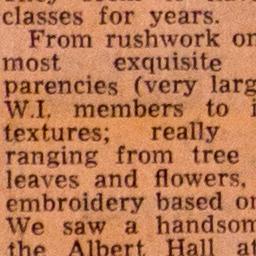 classes for years.
From rushwork on
most exquisite
parencies (very larg
W.I. members to i
textures; really
ranging from tree
leaves and flowers,
embroidery based on
We saw a handsom
the Albert Hall at